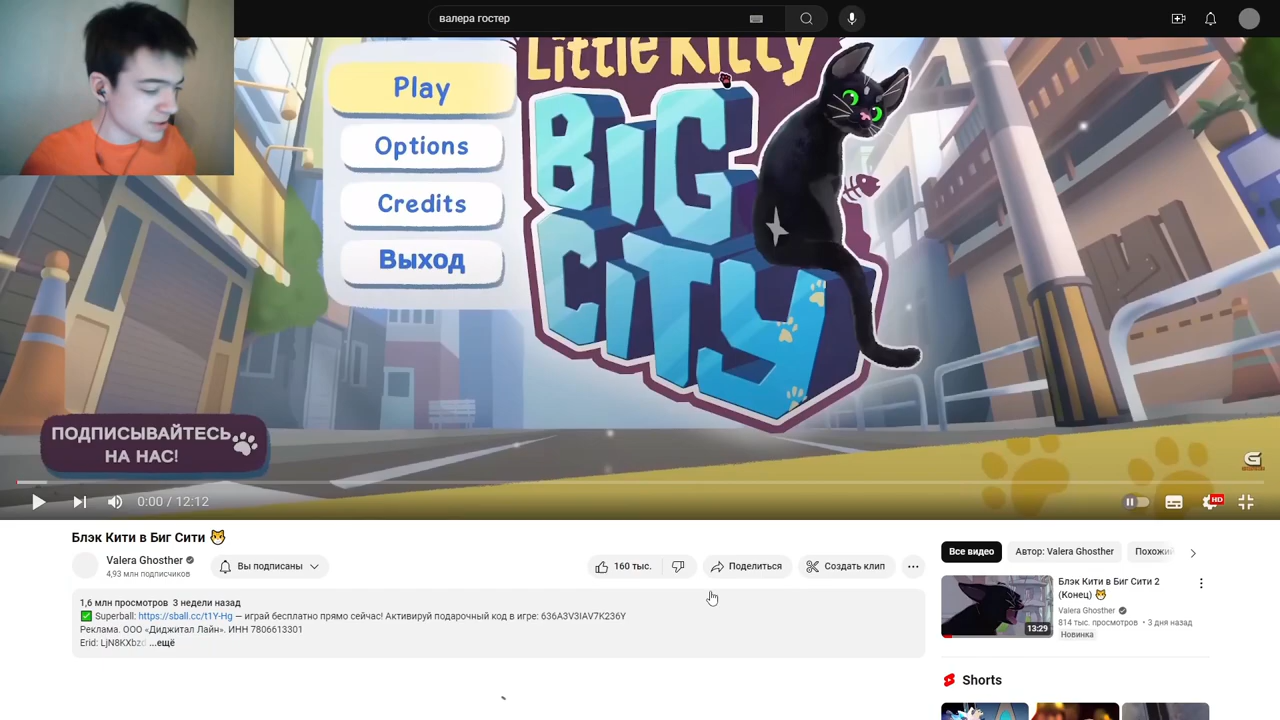 валера гостер
Little Kitty
BIG
CITY
Play
Options
Credits
Выход
ПОДПИСЫВАЙТЕСЬ
НА НАС!
0:00 / 12:12
HD
Блэк Кити в Биг Сити
Valera Ghosther
4,93 млн подписчиков
Вы подписаны
160 тыс.
Поделиться
Создать клип
1,6 млн просмотров 3 недели назад
Superball: https://sball.cc/t1Y-Hg — играй бесплатно прямо сейчас! Активируй подарочный код в игре: 636A3V3IAV7K236Y
Реклама. ООО «Диджитал Лайн». ИНН 7806613301
Erid: LjN8KXbzd ...ещё
Все видео
Автор: Valera Ghosther
Похожи
Блэк Кити в Биг Сити 2
(Конец)
Valera Ghosther
814 тыс. просмотров • 3 дня назад
Новинка
13:29
Shorts